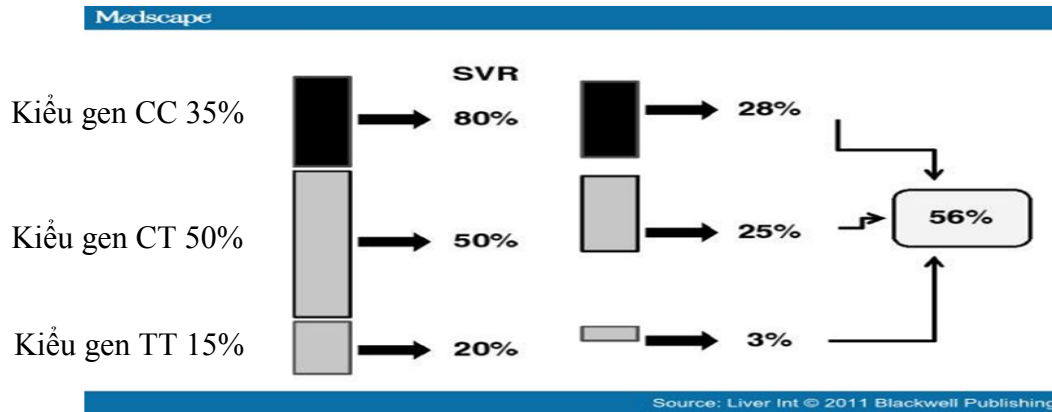 Medscape
SVR
Kiểu gen CC 35%
80%
28%
Kiểu gen CT 50%
50%
25%
56%
Kiểu gen TT 15%
20%
3%
Source: Liver Int © 2011 Blackwell Publishing